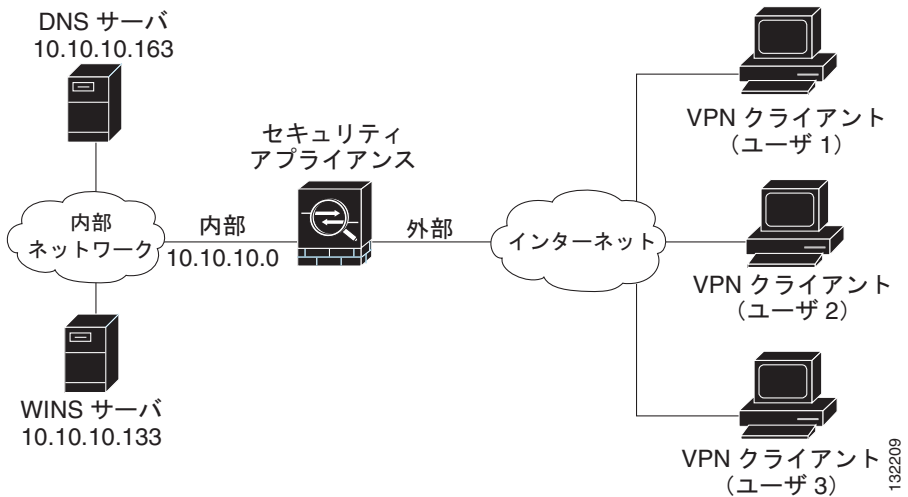 DNS サーバ
10.10.10.163
セキュリティ
アプライアンス
内部
ネットワーク
内部
10.10.10.0
外部
インターネット
WINS サーバ
10.10.10.133
VPN クライアント
（ユーザ 1）
VPN クライアント
（ユーザ 2）
VPN クライアント
（ユーザ 3）
132209